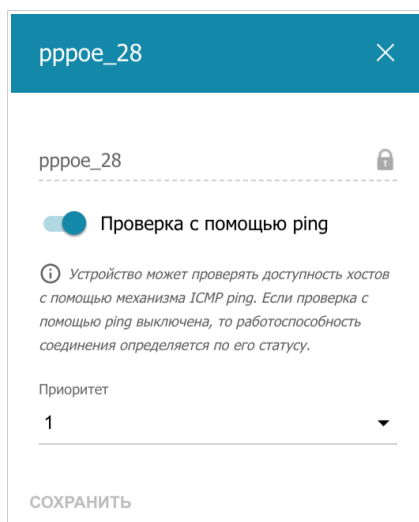 pppoe_28
pppoe_28
Проверка с помощью ping
Устройство может проверять доступность хостов
с помощью механизма ICMP ping. Если проверка с
помощью ping выключена, то работоспособность
соединения определяется по его статусу.
Приоритет
1
СОХРАНИТЬ